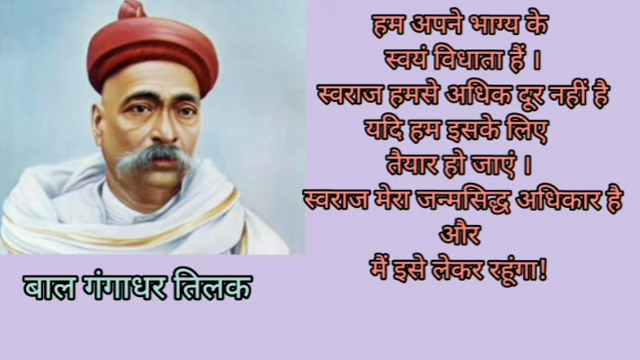 हम अपने भाग्य के
स्वयं विधाता हैं ।
स्वराज हमसे अधिक दूर नहीं है
यदि हम इसके लिए
तैयार हो जाएं ।
स्वराज मेरा जन्मसिद्ध अधिकार है
और
मैं इसे लेकर रहूंगा!
बाल गंगाधर तिलक